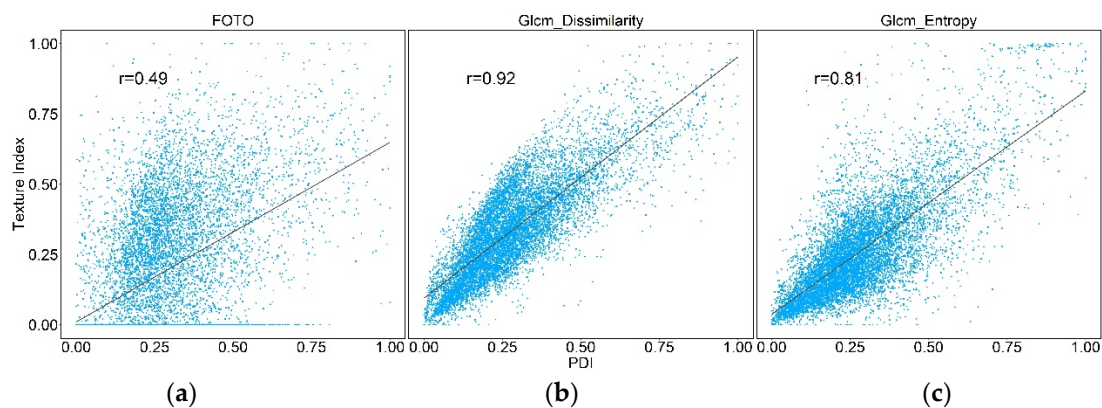 FOTO
Glcm_Dissimilarity
Glcm_Entropy
1.00
0.75
0.50
0.25
0.00
Texture Index
r=0.49
r=0.92
r=0.81
0.00 0.25 0.50 0.75 1.00
0.00 0.25 0.50 0.75 1.00
0.00 0.25 0.50 0.75 1.00
PDI
(a)
(b)
(c)